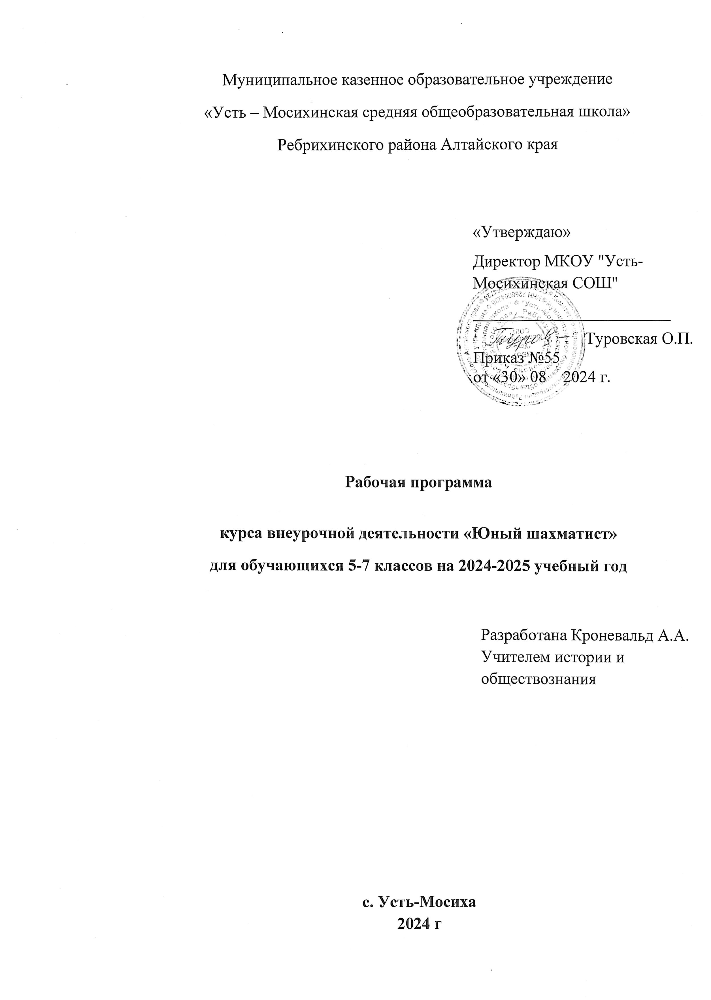 Муниципальное казенное образовательное учреждение
«Усть – Мосихинская средняя общеобразовательная школа»
Ребрихинского района Алтайского края
«Утверждаю»
Директор МКОУ "Усть-
Мосихинская СОШ"
Туровская О.П.
Приказ №55
от «30» 08 2024 г.
Рабочая программа
курса внеурочной деятельности «Юный шахматист»
для обучающихся 5-7 классов на 2024-2025 учебный год
Разработана Кроневальд А.А.
Учителем истории и
обществознания
с. Усть-Мосиха
2024 г